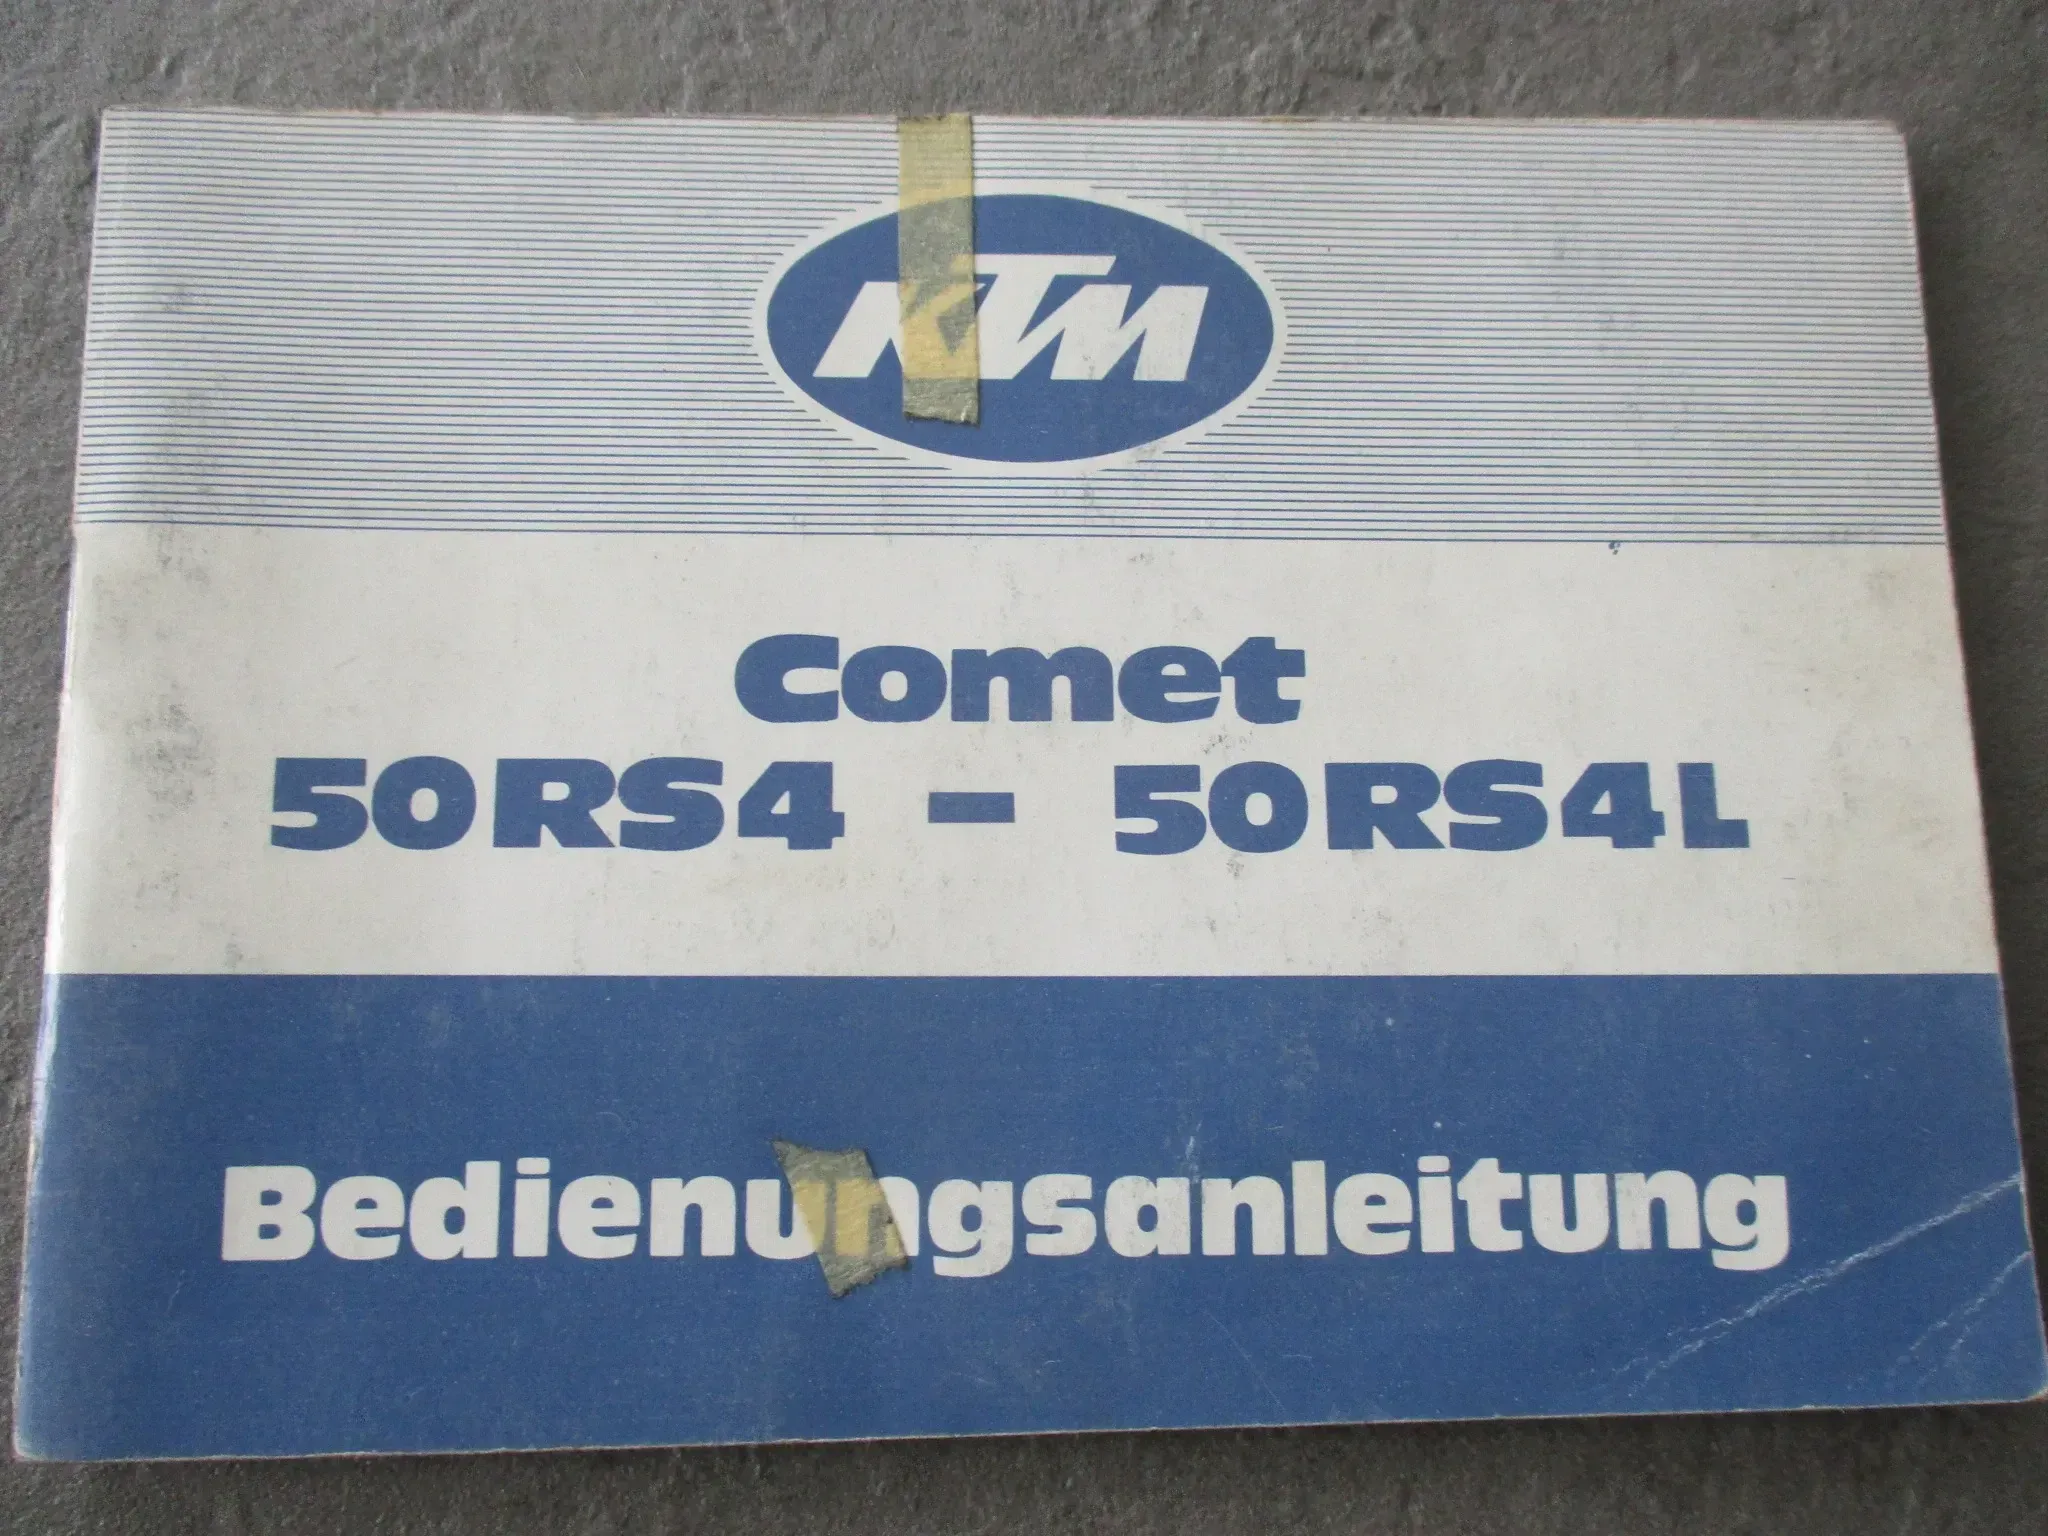 KTM
Comet
50RS4 - 50RS4L
Bedienungsanleitung